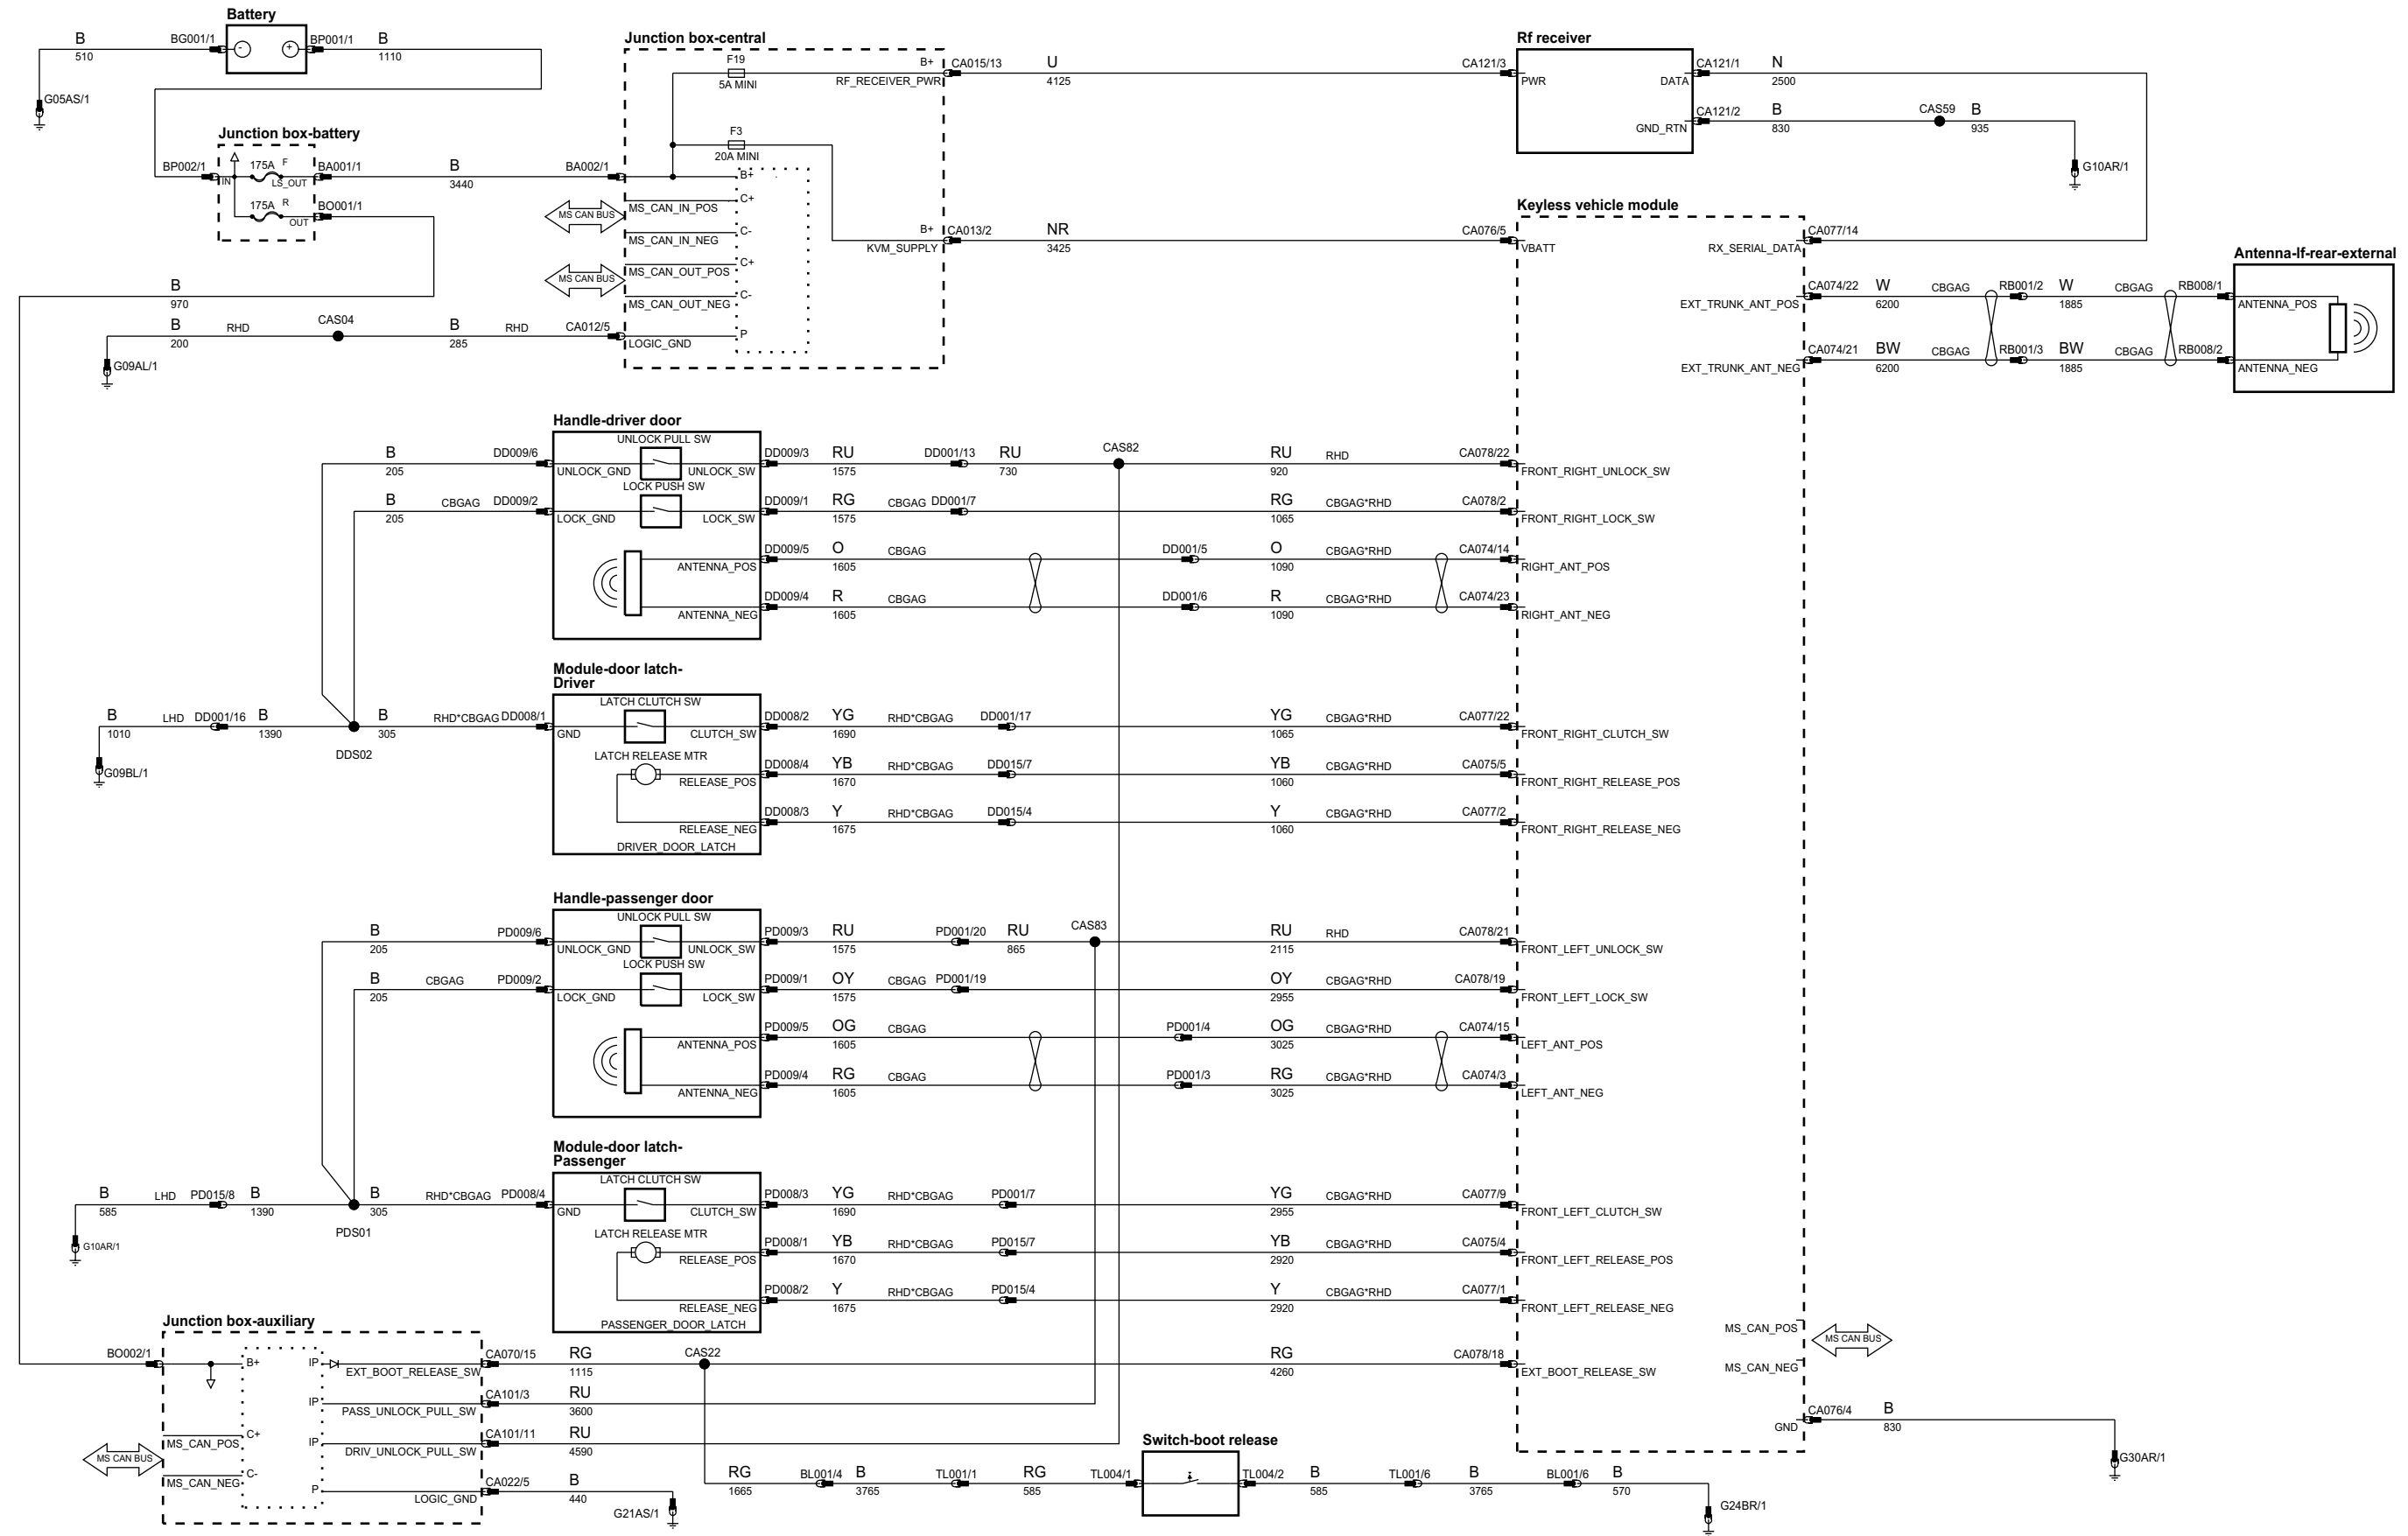 Battery
B
510
BG001/1
-
+
BP001/1
B
1110
G05AS/1
Junction box-battery
BP002/1
IN
175A F
LS_OUT
BA001/1
B
3440
BA002/1
175A R
OUT
BO001/1
B
970
B
200
RHD
CAS04
B
285
RHD
CA012/5
G09AL/1
Junction box-central
F19
5A MINI
B+
RF_RECEIVER_PWR
CA015/13
U
4125
CA121/3
F3
20A MINI
B+
C+
MS_CAN_IN_POS
MS CAN BUS
C-
MS_CAN_IN_NEG
C+
MS_CAN_OUT_POS
MS CAN BUS
C-
MS_CAN_OUT_NEG
P
LOGIC_GND
B+
KVM_SUPPLY
CA013/2
NR
3425
CA076/5
Rf receiver
PWR
DATA
GND_RTN
CA121/1
N
2500
CA121/2
B
830
CAS59
B
935
G10AR/1
Keyless vehicle module
VBATT
RX_SERIAL_DATA
CA077/14
EXT_TRUNK_ANT_POS
CA074/22
W
6200
CBGAG
RB001/2
W
1885
CBGAG
RB008/1
EXT_TRUNK_ANT_NEG
CA074/21
BW
6200
CBGAG
RB001/3
BW
1885
CBGAG
RB008/2
Antenna-lf-rear-external
ANTENNA_POS
ANTENNA_NEG
Handle-driver door
UNLOCK PULL SW
B
205
DD009/6
UNLOCK_GND
UNLOCK_SW
DD009/3
RU
1575
DD001/13
RU
730
CAS82
RU
920
RHD
CA078/22
FRONT_RIGHT_UNLOCK_SW
LOCK PUSH SW
B
205
CBGAG
DD009/2
LOCK_GND
LOCK_SW
DD009/1
RG
1575
CBGAG
DD001/7
RG
1065
CBGAG*RHD
CA078/2
FRONT_RIGHT_LOCK_SW
ANTENNA_POS
DD009/5
O
1605
CBGAG
DD001/5
O
1090
CBGAG*RHD
CA074/14
RIGHT_ANT_POS
ANTENNA_NEG
DD009/4
R
1605
CBGAG
DD001/6
R
1090
CBGAG*RHD
CA074/23
RIGHT_ANT_NEG
Module-door latch-
Driver
LATCH CLUTCH SW
B
1010
LHD
DD001/16
B
1390
DDS02
B
305
RHD*CBGAG
DD008/1
GND
CLUTCH_SW
DD008/2
YG
1690
RHD*CBGAG
DD001/17
YG
1065
CBGAG*RHD
CA077/22
FRONT_RIGHT_CLUTCH_SW
G09BL/1
LATCH RELEASE MTR
RELEASE_POS
DD008/4
YB
1670
RHD*CBGAG
DD015/7
YB
1060
CBGAG*RHD
CA075/5
FRONT_RIGHT_RELEASE_POS
RELEASE_NEG
DD008/3
Y
1675
RHD*CBGAG
DD015/4
Y
1060
CBGAG*RHD
CA077/2
FRONT_RIGHT_RELEASE_NEG
DRIVER_DOOR_LATCH
Handle-passenger door
UNLOCK PULL SW
B
205
PD009/6
UNLOCK_GND
UNLOCK_SW
PD009/3
RU
1575
PD001/20
RU
865
CAS83
RU
2115
RHD
CA078/21
FRONT_LEFT_UNLOCK_SW
LOCK PUSH SW
B
205
CBGAG
PD009/2
LOCK_GND
LOCK_SW
PD009/1
OY
1575
CBGAG
PD001/19
OY
2955
CBGAG*RHD
CA078/19
FRONT_LEFT_LOCK_SW
ANTENNA_POS
PD009/5
OG
1605
CBGAG
PD001/4
OG
3025
CBGAG*RHD
CA074/15
LEFT_ANT_POS
ANTENNA_NEG
PD009/4
RG
1605
CBGAG
PD001/3
RG
3025
CBGAG*RHD
CA074/3
LEFT_ANT_NEG
Module-door latch-
Passenger
LATCH CLUTCH SW
B
585
LHD
PD015/8
B
1390
PDS01
B
305
RHD*CBGAG
PD008/4
GND
CLUTCH_SW
PD008/3
YG
1690
RHD*CBGAG
PD001/7
YG
2955
CBGAG*RHD
CA077/9
FRONT_LEFT_CLUTCH_SW
G10AR/1
LATCH RELEASE MTR
RELEASE_POS
PD008/1
YB
1670
RHD*CBGAG
PD015/7
YB
2920
CBGAG*RHD
CA075/4
FRONT_LEFT_RELEASE_POS
RELEASE_NEG
PD008/2
Y
1675
RHD*CBGAG
PD015/4
Y
2920
CBGAG*RHD
CA077/1
FRONT_LEFT_RELEASE_NEG
PASSENGER_DOOR_LATCH
MS_CAN_POS
MS CAN BUS
MS_CAN_NEG
Junction box-auxiliary
BO002/1
B+
IP
EXT_BOOT_RELEASE_SW
CA070/15
RG
1115
CAS22
RG
4260
CA078/18
EXT_BOOT_RELEASE_SW
IP
PASS_UNLOCK_PULL_SW
CA101/3
RU
3600
C+
MS_CAN_POS
IP
DRIV_UNLOCK_PULL_SW
CA101/11
RU
4590
MS CAN BUS
C-
MS_CAN_NEG
P
LOGIC_GND
CA022/5
B
440
G21AS/1
GND
CA076/4
B
830
G30AR/1
RG
1665
BL001/4
B
3765
TL001/1
RG
585
TL004/1
Switch-boot release
TL004/2
B
585
TL001/6
B
3765
BL001/6
B
570
G24BR/1